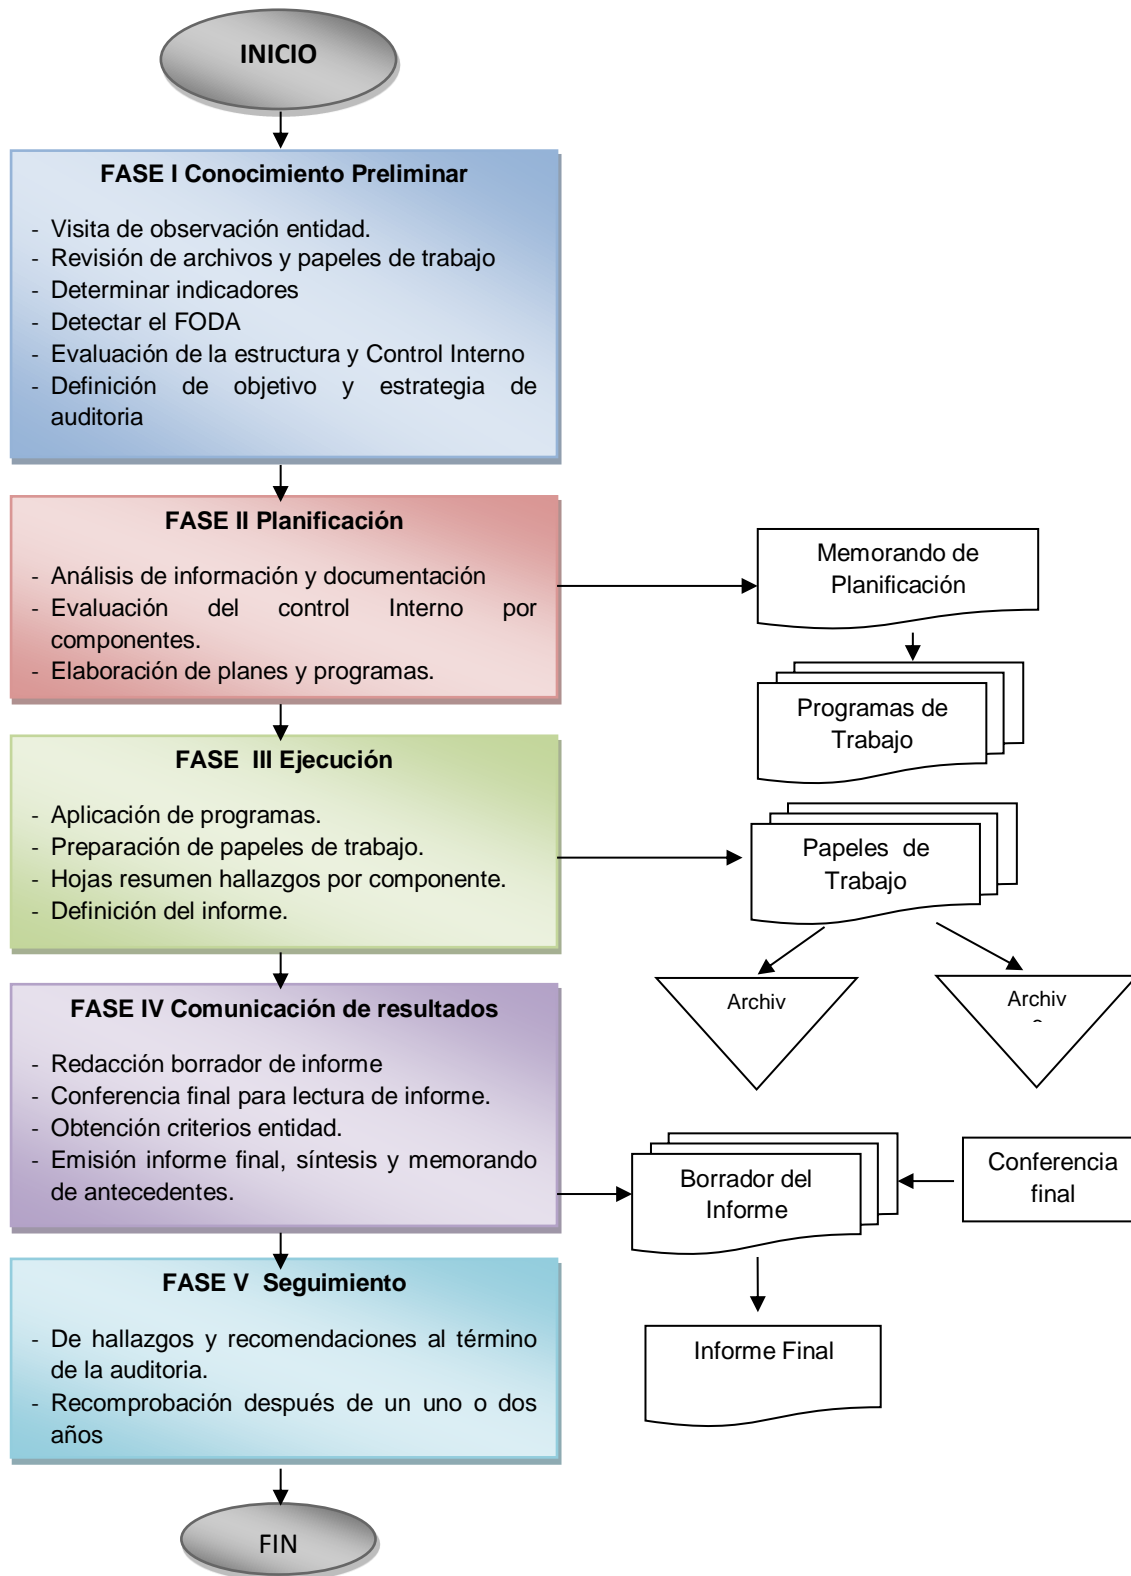 INICIO
FASE I Conocimiento Preliminar
- Visita de observación entidad.
- Revisión de archivos y papeles de trabajo
- Determinar indicadores
- Detectar el FODA
- Evaluación de la estructura y Control Interno
- Definición de objetivo y estrategia de
auditoria
FASE II Planificación
- Análisis de información y documentación
- Evaluación del control Interno por
componentes.
- Elaboración de planes y programas.
Memorando de
Planificación
Programas de
Trabajo
FASE III Ejecución
- Aplicación de programas.
- Preparación de papeles de trabajo.
- Hojas resumen hallazgos por componente.
- Definición del informe.
Papeles de
Trabajo
Archiv
Archiv
FASE IV Comunicación de resultados
- Redacción borrador de informe
- Conferencia final para lectura de informe.
- Obtención criterios entidad.
- Emisión informe final, síntesis y memorando
de antecedentes.
Borrador del
Informe
Conferencia
final
FASE V Seguimiento
- De hallazgos y recomendaciones al término
de la auditoria.
- Recomprobación después de un uno o dos
años
Informe Final
FIN